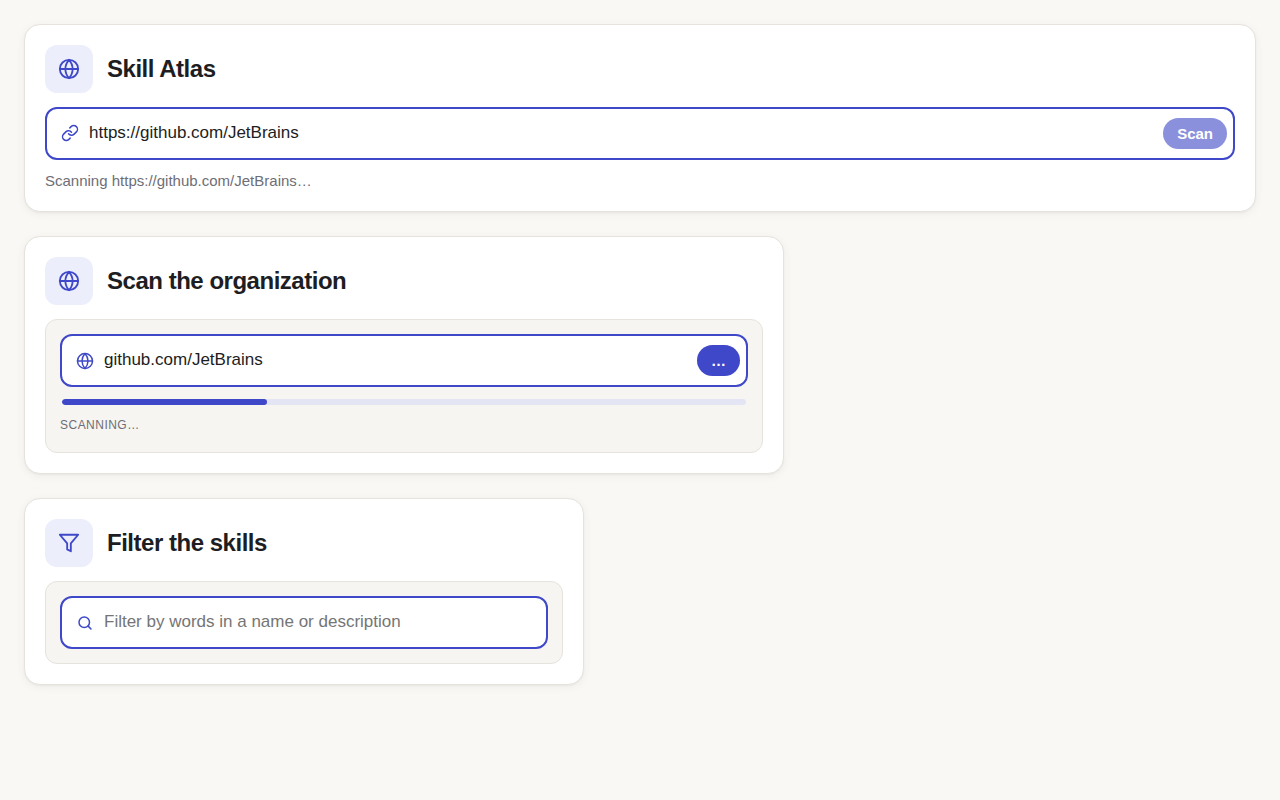 Skill Atlas
https://github.com/JetBrains
Scan
Scanning https://github.com/JetBrains…
Scan the organization
github.com/JetBrains
…
SCANNING…
Filter the skills
Filter by words in a name or description